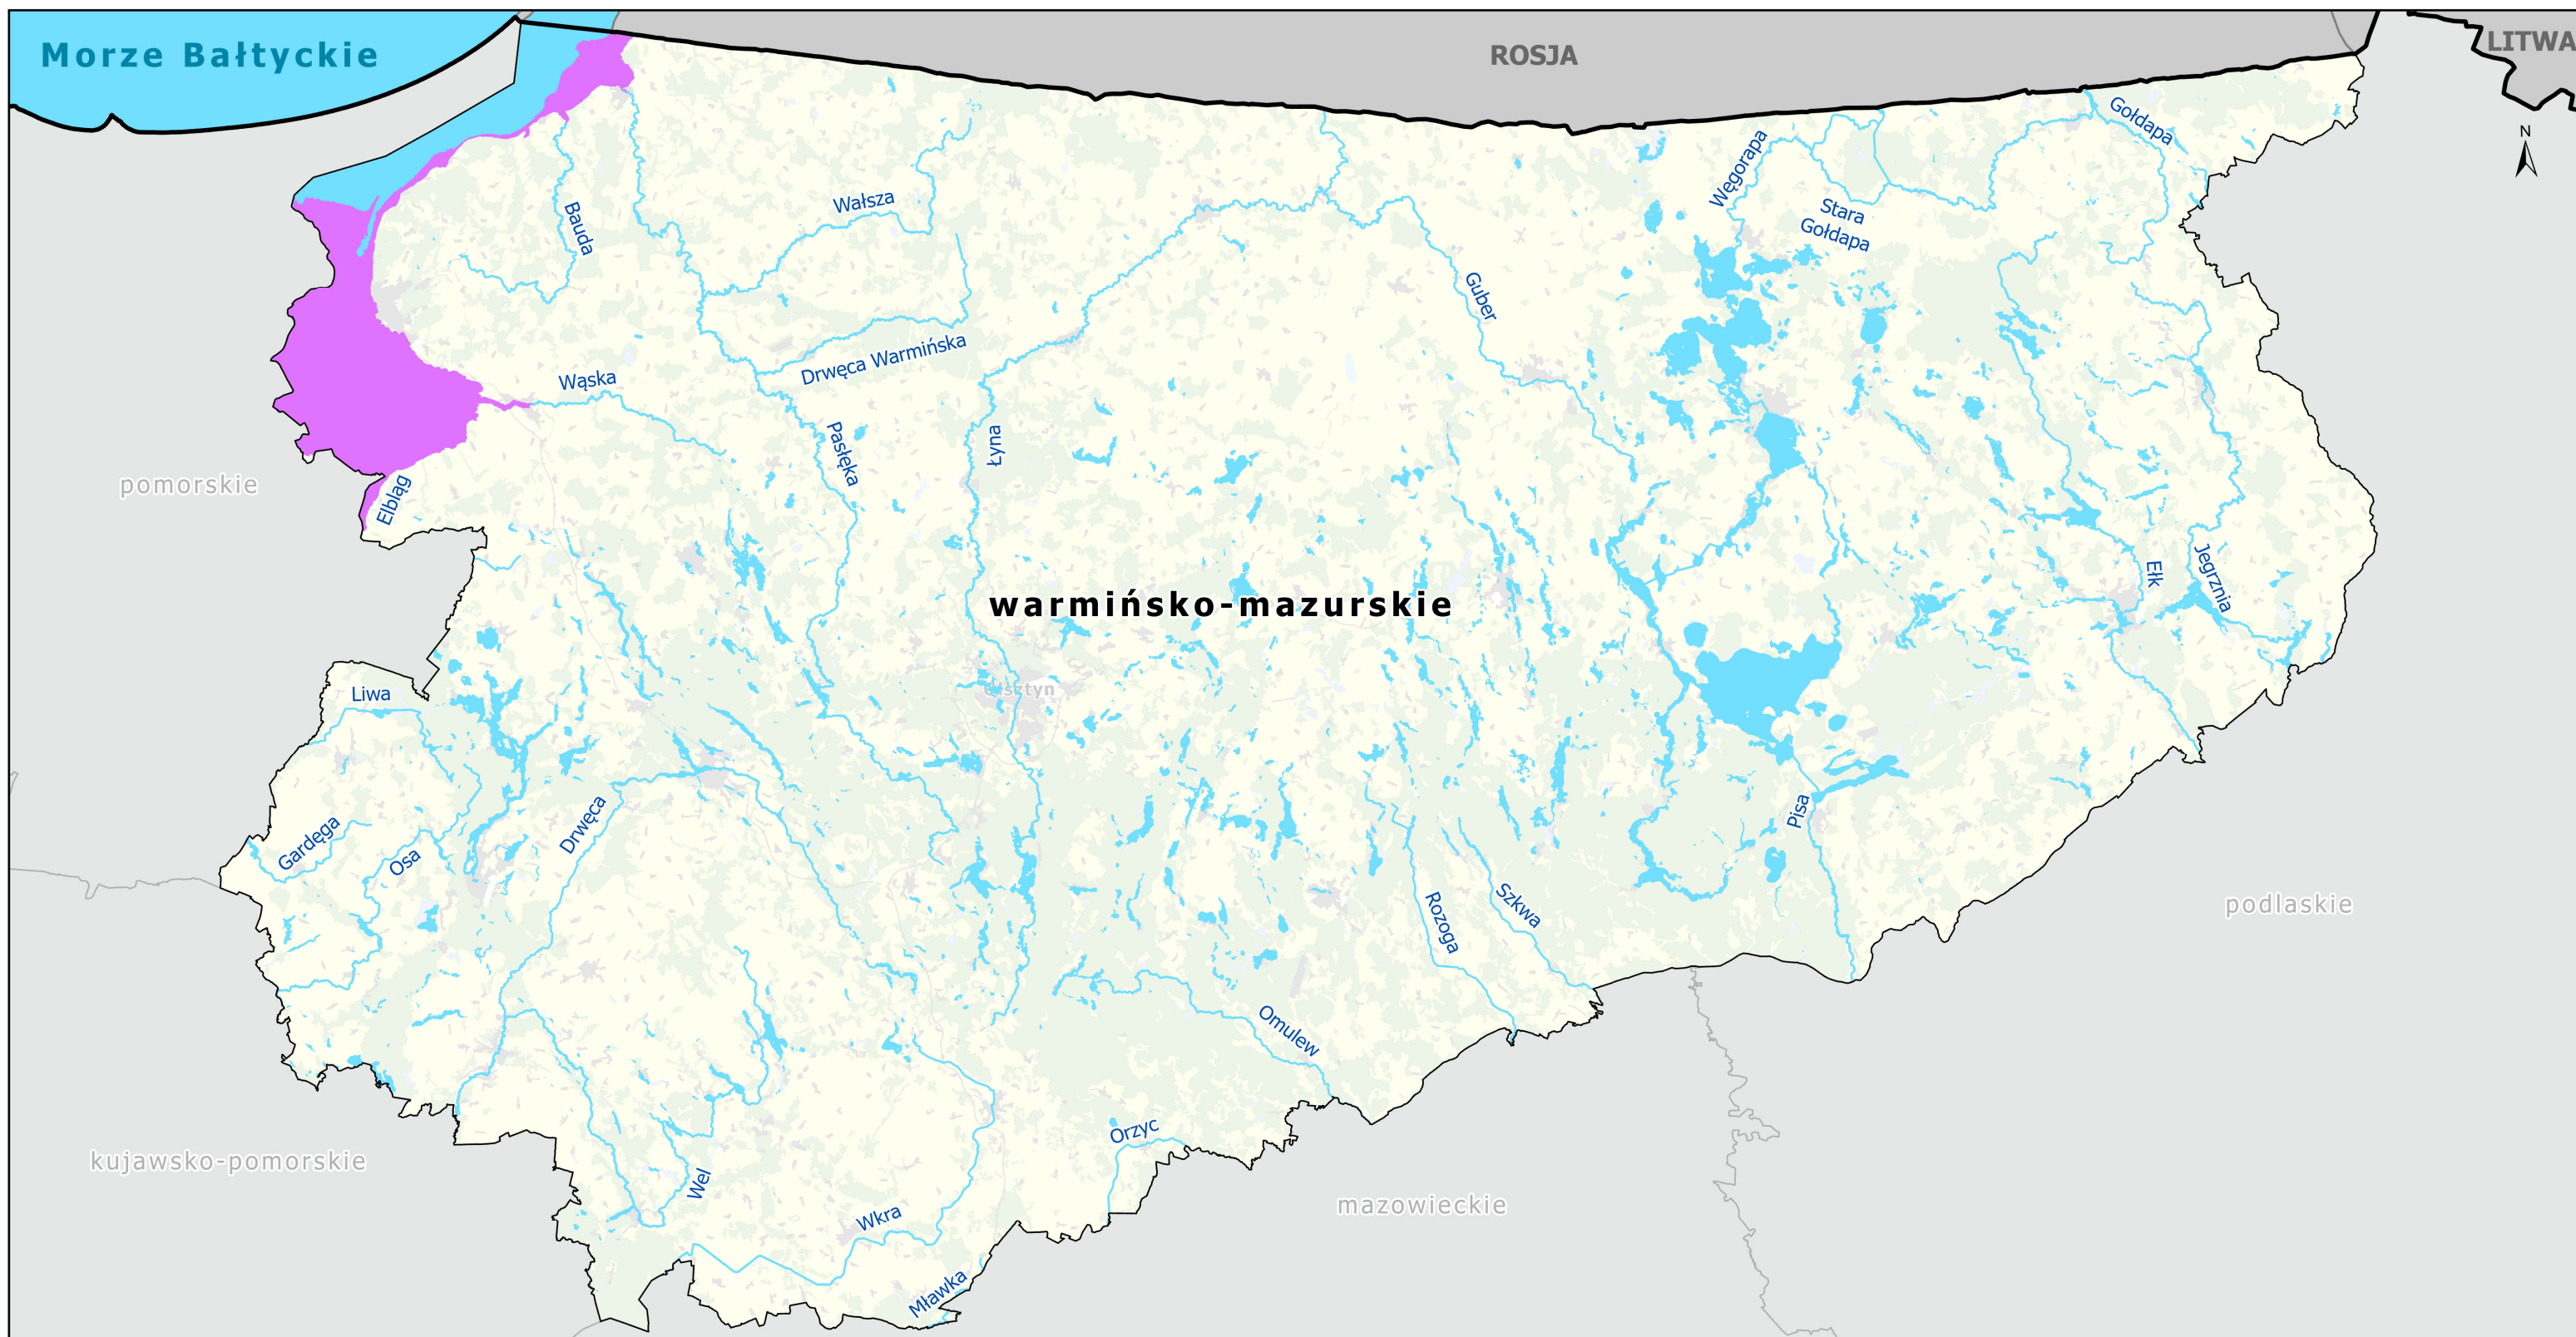 Morze Bałtyckie
ROSJA
LITWA
N
Gołdapa
Węgorapa
Stara
Gołdapa
Wałsza
Bauda
Guber
Drwęca Warmińska
Wąska
Pasłęka
Łyna
pomorskie
Elbląg
Ełk
Jegrznia
warmińsko-mazurskie
Olsztyn
Liwa
Drwęca
Pisa
Gardęga
Osa
Szkwa
Rozoga
podlaskie
Omulew
Orzyc
kujawsko-pomorskie
Wel
mazowieckie
Wkra
Mławka